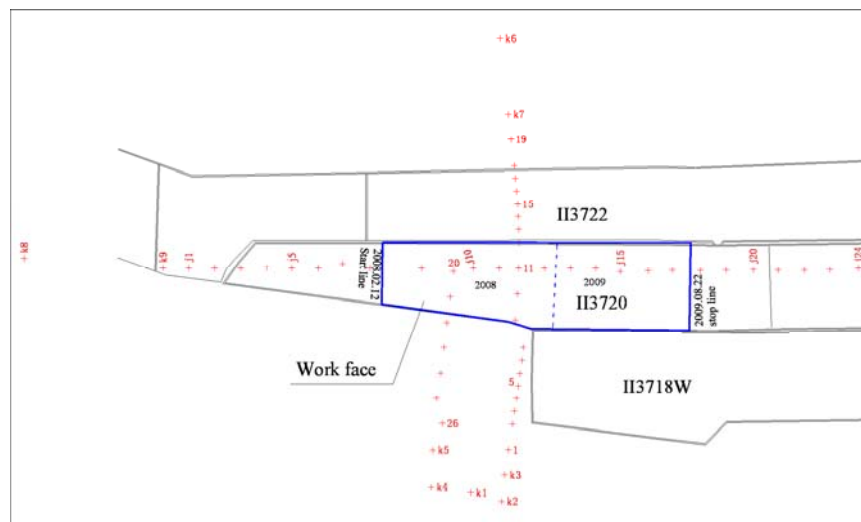 k6
k7
19
15
II3722
k8
k9
j1
j5
2008.02.12
Start line
20
j10
11
2008
2009
j15
II3720
2009.08.22
stop line
j20
j24
Work face
5
II3718W
26
k5
1
k3
k4
k1
k2